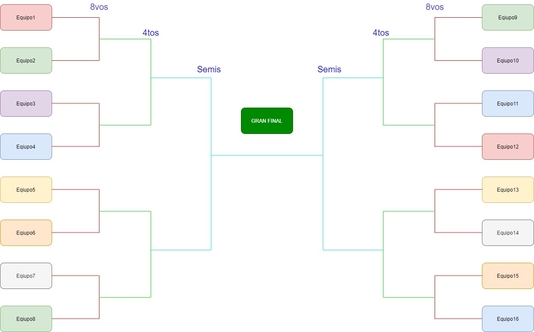 8vos
8vos
Equipo1
Equipo9
4tos
4tos
Equipo2
Equipo10
Semis
Semis
Equipo3
Equipo11
GRAN FINAL
Equipo4
Equipo12
Equipo5
Equipo13
Equipo6
Equipo14
Equipo7
Equipo15
Equipo8
Equipo16